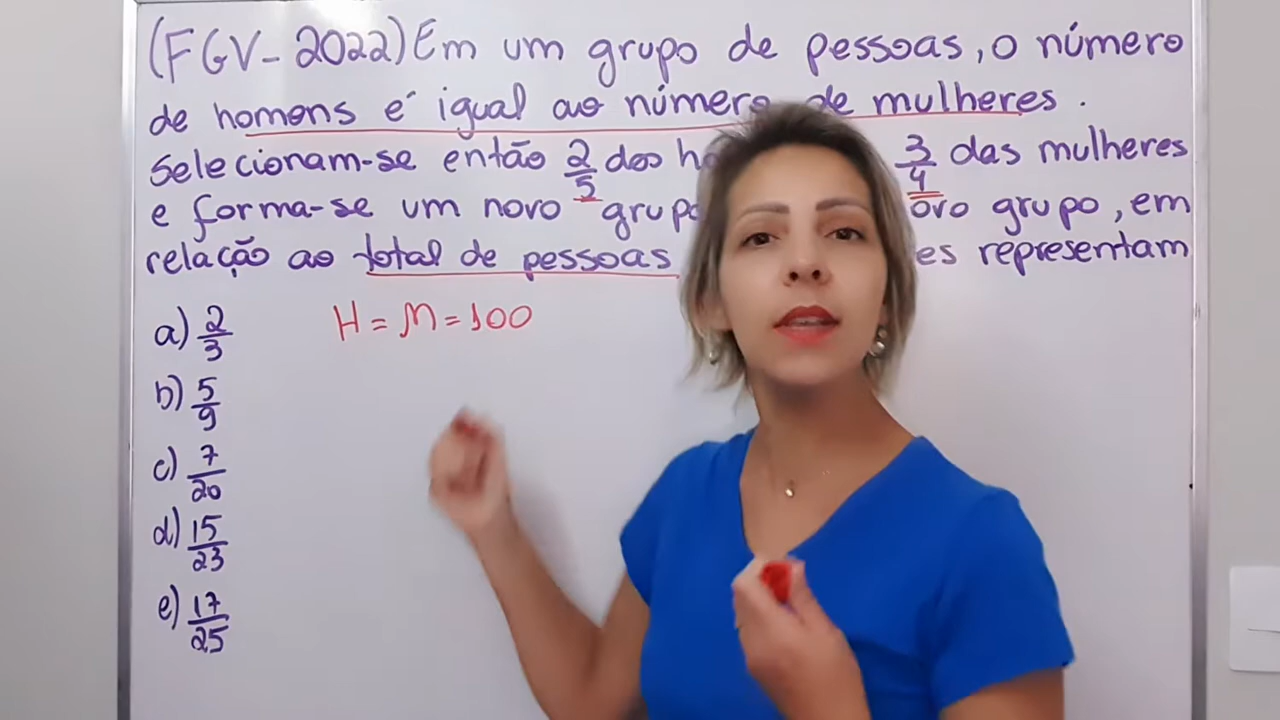 (FGV-2022) Em um grupo de pessoas, o número
de homens é igual ao número de mulheres.
Selecionam-se então 2/5 dos 3/4 das mulheres
e forma-se um novo grupo, em
relação ao total de pessoas representam
a) 2/3
H = M = 100
b) 5/9
c) 7/20
d) 15/23
e) 17/25